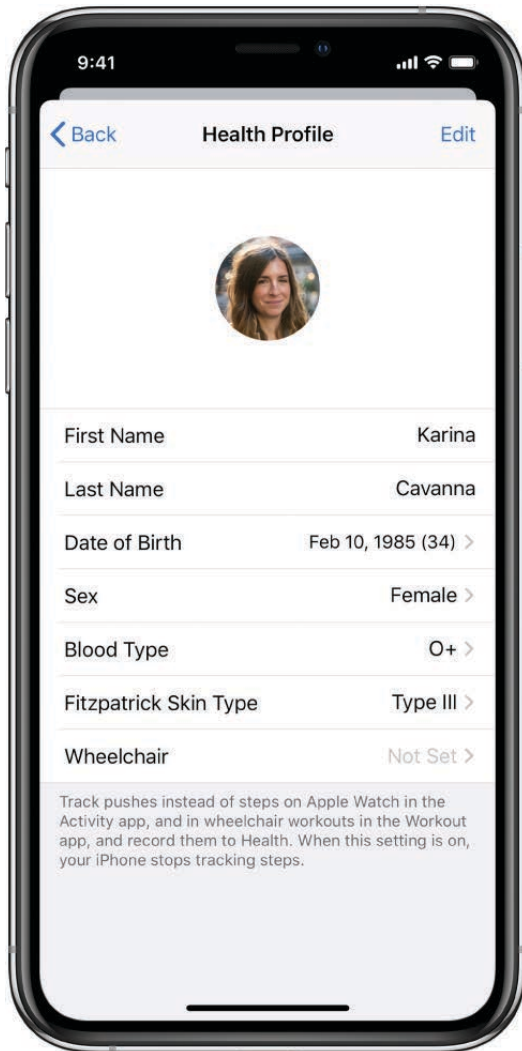 9:41
Back Health Profile Edit
First Name Karina
Last Name Cavanna
Date of Birth Feb 10, 1985 (34)
Sex Female
Blood Type O+
Fitzpatrick Skin Type Type III
Wheelchair Not Set
Track pushes instead of steps on Apple Watch in the
Activity app, and in wheelchair workouts in the Workout
app, and record them to Health. When this setting is on,
your iPhone stops tracking steps.